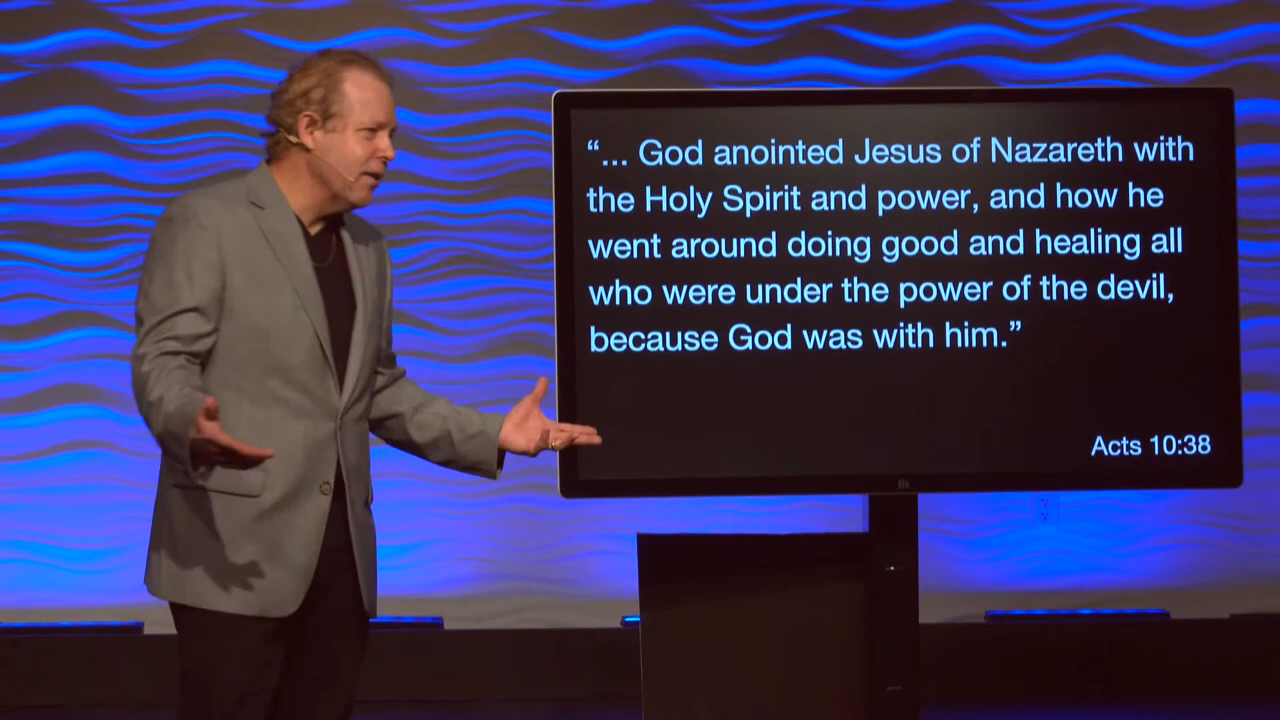 “... God anointed Jesus of Nazareth with
the Holy Spirit and power, and how he
went around doing good and healing all
who were under the power of the devil,
because God was with him.”
Acts 10:38